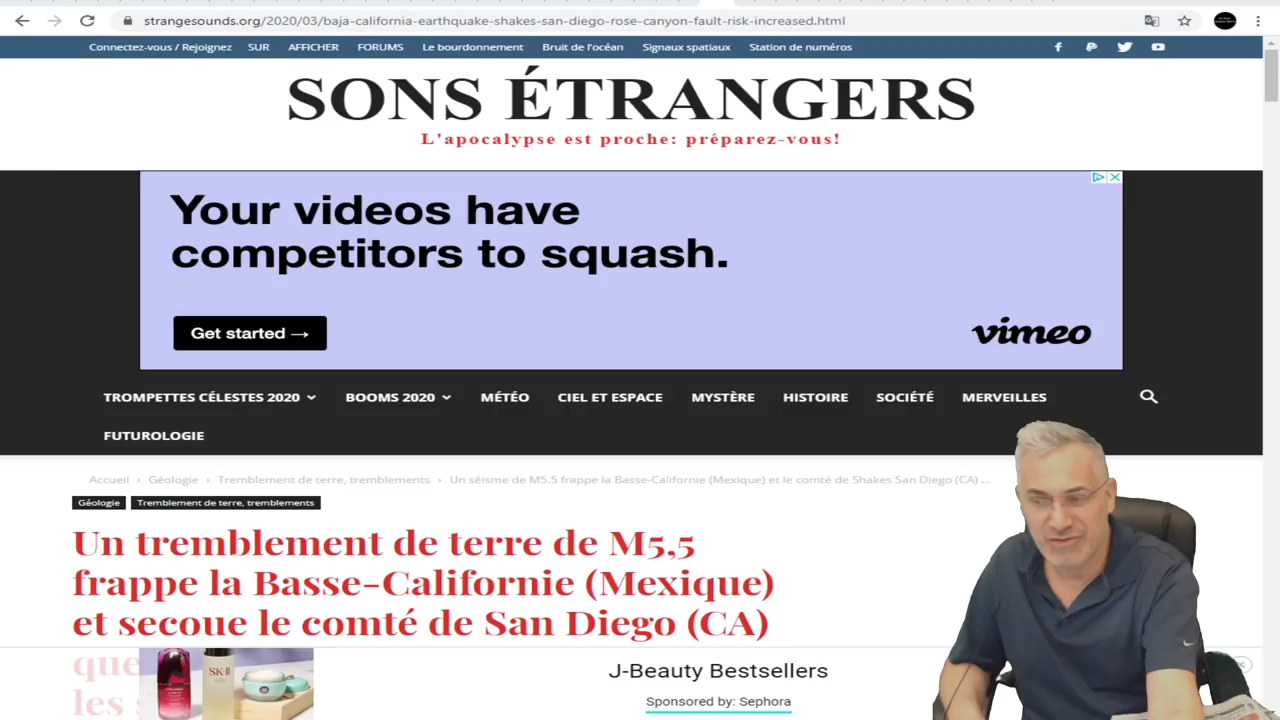 strangesounds.org/2020/03/baja-california-earthquake-shakes-san-diego-rose-canyon-fault-risk-increased.html
Connectez-vous / Rejoignez SUR AFFICHER FORUMS Le bourdonnement Bruit de l'océan Signaux spatiaux Station de numéros
SONS ÉTRANGERS
L'apocalypse est proche: préparez-vous!
Your videos have
competitors to squash.
Get started →
vimeo
TROMPETTES CÉLESTES 2020 BOOMS 2020 MÉTÉO CIEL ET ESPACE MYSTÈRE HISTOIRE SOCIÉTÉ MERVEILLES
FUTUROLOGIE
Accueil › Géologie › Tremblement de terre, tremblements › Un séisme de M5.5 frappe la Basse-Californie (Mexique) et le comté de Shakes San Diego (CA) ...
Géologie Tremblement de terre, tremblements
Un tremblement de terre de M5,5
frappe la Basse-Californie (Mexique)
et secoue le comté de San Diego (CA)
que
les
SK-II
J-Beauty Bestsellers
Sponsored by: Sephora